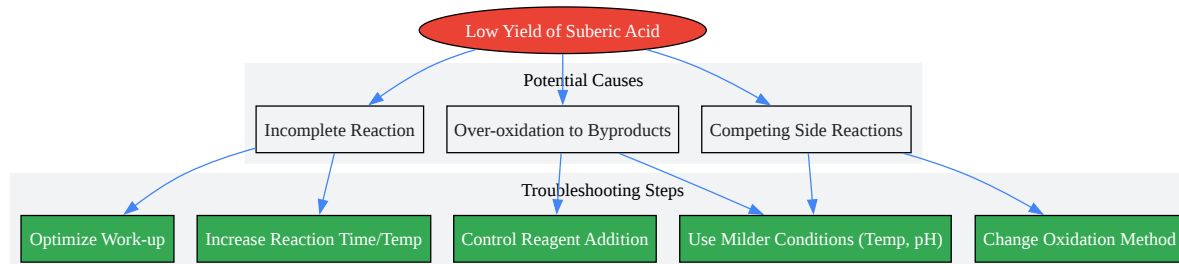 Low Yield of Suberic Acid
Potential Causes
Incomplete Reaction
Over-oxidation to Byproducts
Competing Side Reactions
Troubleshooting Steps
Optimize Work-up
Increase Reaction Time/Temp
Control Reagent Addition
Use Milder Conditions (Temp, pH)
Change Oxidation Method